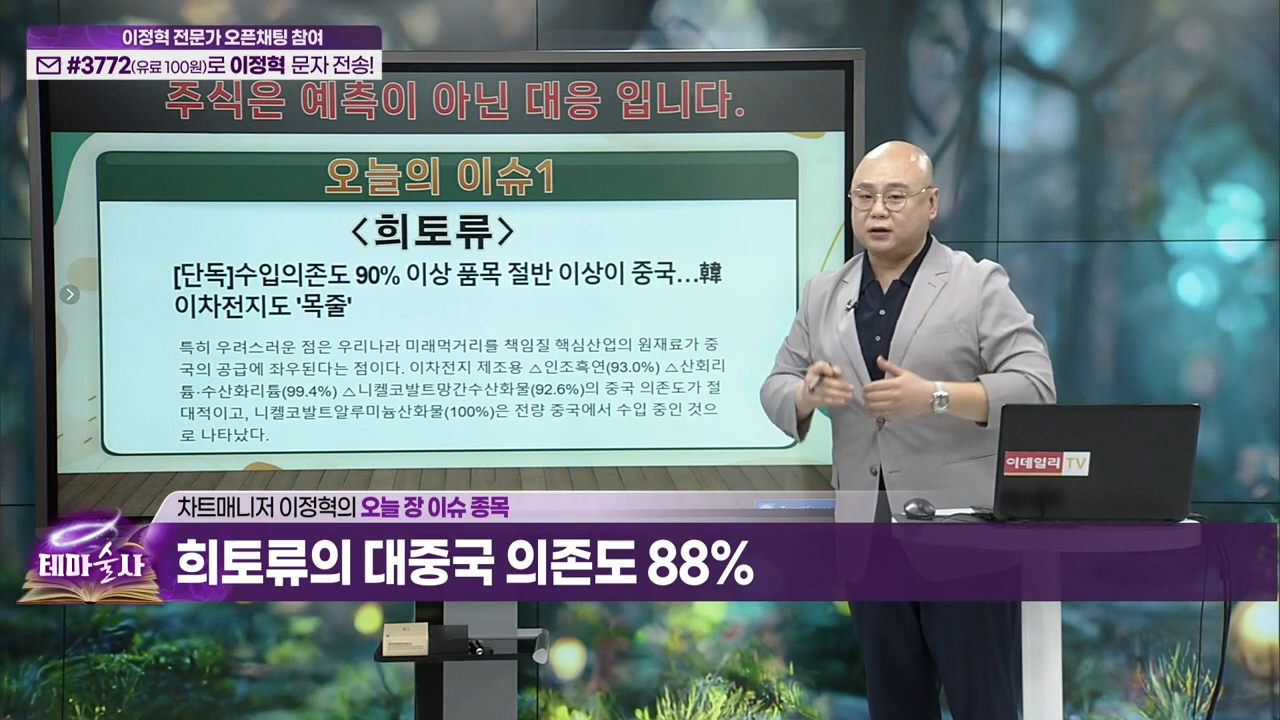 이정혁 전문가 오픈채팅 참여
#3772(유료 100원)로 이정혁 문자 전송!
주식은 예측이 아닌 대응 입니다.
오늘의 이슈1
<희토류>
[단독]수입의존도 90% 이상 품목 절반 이상이 중국…韓
이차전지도 '목줄'
특히 우려스러운 점은 우리나라 미래먹거리를 책임질 핵심산업의 원재료가 중
국의 공급에 좌우된다는 점이다. 이차전지 제조용 △인조흑연(93.0%) △산화리
튬·수산화리튬(99.4%) △니켈코발트망간수산화물(92.6%)의 중국 의존도가 절
대적이고, 니켈코발트알루미늄산화물(100%)은 전량 중국에서 수입 중인 것으
로 나타났다.
이데일리TV
차트매니저 이정혁의 오늘 장 이슈 종목
테마술사
희토류의 대중국 의존도 88%